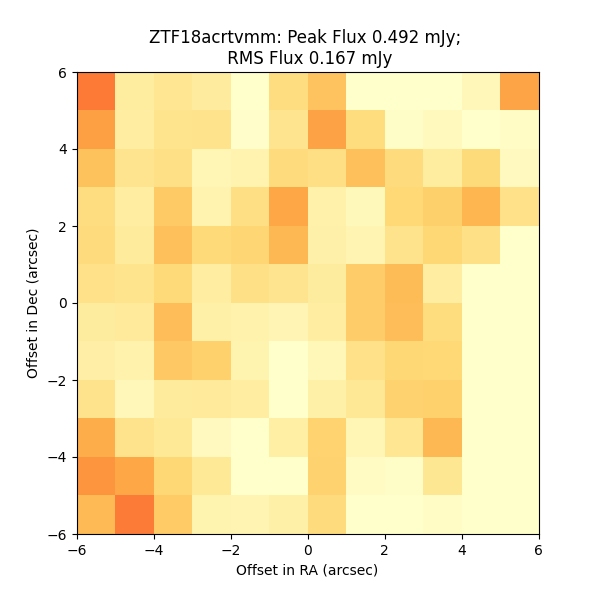 ZTF18acrtvmm: Peak Flux 0.492 mJy;
RMS Flux 0.167 mJy
6
4
2
0
−2
−4
−6
Offset in Dec (arcsec)
−6 −4 −2 0 2 4 6
Offset in RA (arcsec)